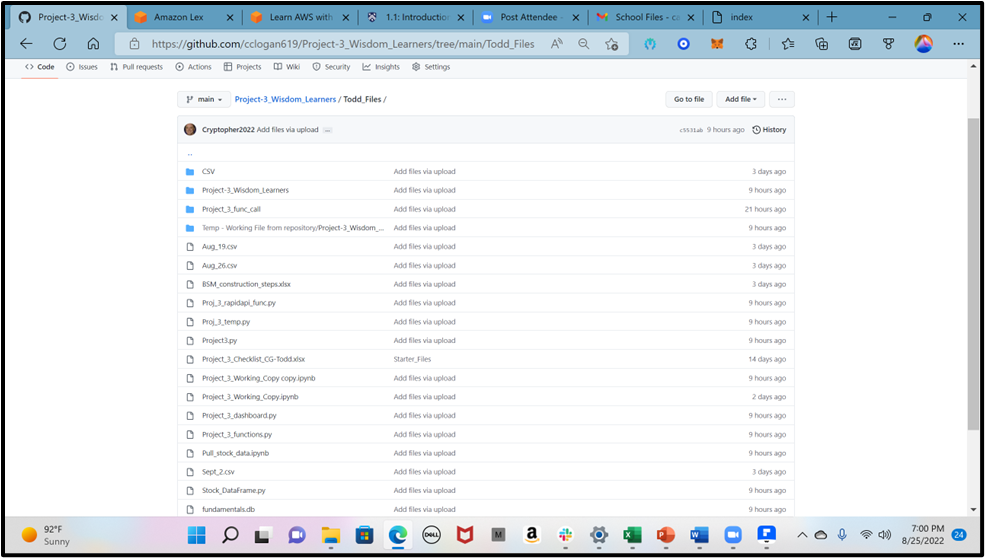 Project-3_Wisdo
Amazon Lex
Learn AWS with
1.1: Introduction
Post Attendee -
School Files - ca
index
https://github.com/cclogan619/Project-3_Wisdom_Learners/tree/main/Todd_Files
Code Issues Pull requests Actions Projects Wiki Security Insights Settings
main Project-3_Wisdom_Learners / Todd_Files / Go to file Add file ...
Cryptopher2022 Add files via upload ... c5531ab 9 hours ago History
..
CSV Add files via upload 3 days ago
Project-3_Wisdom_Learners Add files via upload 9 hours ago
Project_3_func_call Add files via upload 21 hours ago
Temp - Working File from repository/Project-3_Wisdom_... Add files via upload 9 hours ago
Aug_19.csv Add files via upload 3 days ago
Aug_26.csv Add files via upload 3 days ago
BSM_construction_steps.xlsx Add files via upload 3 days ago
Proj_3_rapidapi_func.py Add files via upload 9 hours ago
Proj_3_temp.py Add files via upload 9 hours ago
Project3.py Add files via upload 9 hours ago
Project_3_Checklist_CG-Todd.xlsx Starter_Files 14 days ago
Project_3_Working_Copy copy.ipynb Add files via upload 9 hours ago
Project_3_Working_Copy.ipynb Add files via upload 2 days ago
Project_3_dashboard.py Add files via upload 9 hours ago
Project_3_functions.py Add files via upload 9 hours ago
Pull_stock_data.ipynb Add files via upload 9 hours ago
Sept_2.csv Add files via upload 3 days ago
Stock_DataFrame.py Add files via upload 9 hours ago
fundamentals.db Add files via upload 9 hours ago
92°F
Sunny
DELL
M
a
7:00 PM
8/25/2022
24